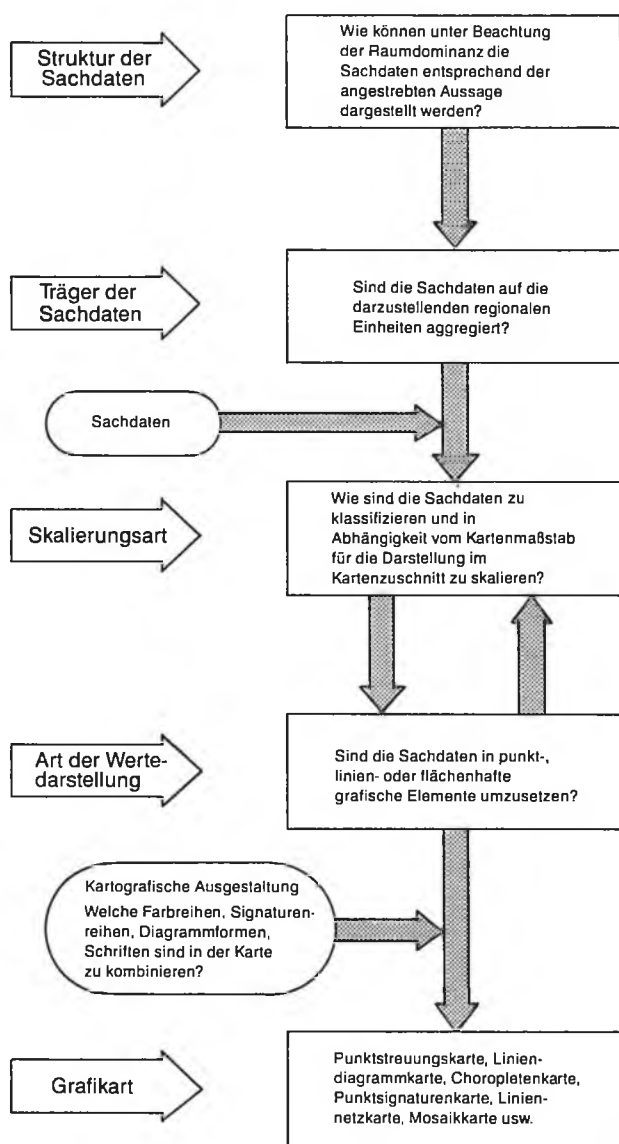 Struktur der
Sachdaten
Wie können unter Beachtung
der Raumdominanz die
Sachdaten entsprechend der
angestrebten Aussage
dargestellt werden?
Träger der
Sachdaten
Sind die Sachdaten auf die
darzustellenden regionalen
Einheiten aggregiert?
Sachdaten
Skalierungsart
Wie sind die Sachdaten zu
klassifizieren und in
Abhängigkeit vom Kartenmaßstab
für die Darstellung im
Kartenzuschnitt zu skalieren?
Art der Werte-
darstellung
Sind die Sachdaten in punkt-,
linien- oder flächenhafte
grafische Elemente umzusetzen?
Kartografische Ausgestaltung
Welche Farbreihen, Signaturen-
reihen, Diagrammformen,
Schriften sind in der Karte
zu kombinieren?
Grafikart
Punktstreuungskarte, Linien-
diagrammkarte, Choropletenkarte,
Punktsignaturenkarte, Linien-
netzkarte, Mosaikkarte usw.